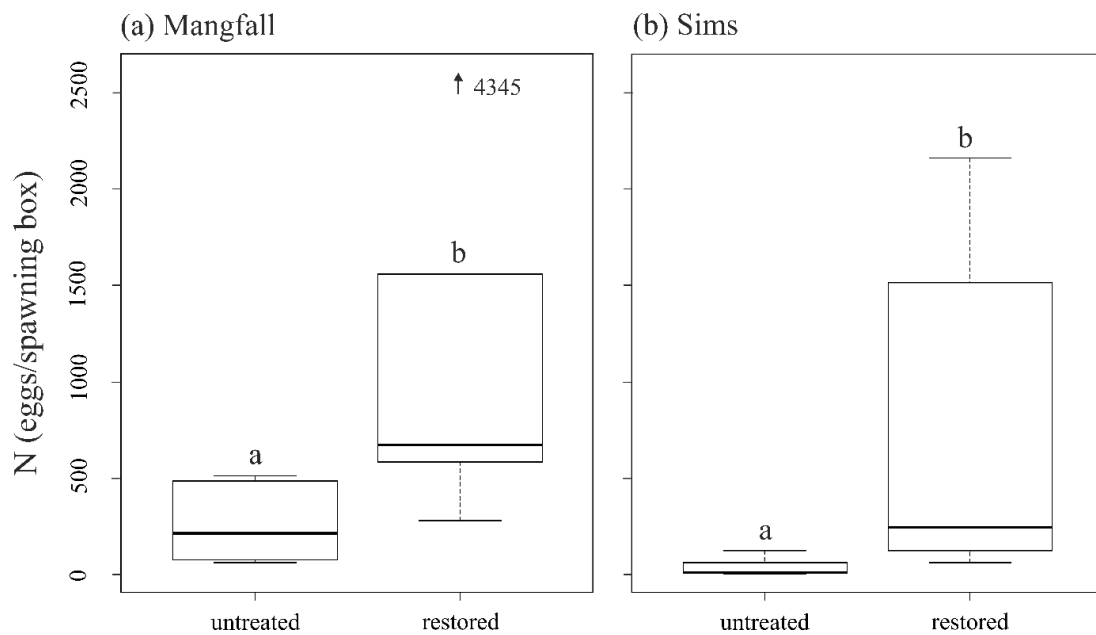 (a) Mangfall
(b) Sims
N (eggs/spawning box)
2500
2000
1500
1000
500
0
4345
b
a
b
a
untreated
restored
untreated
restored